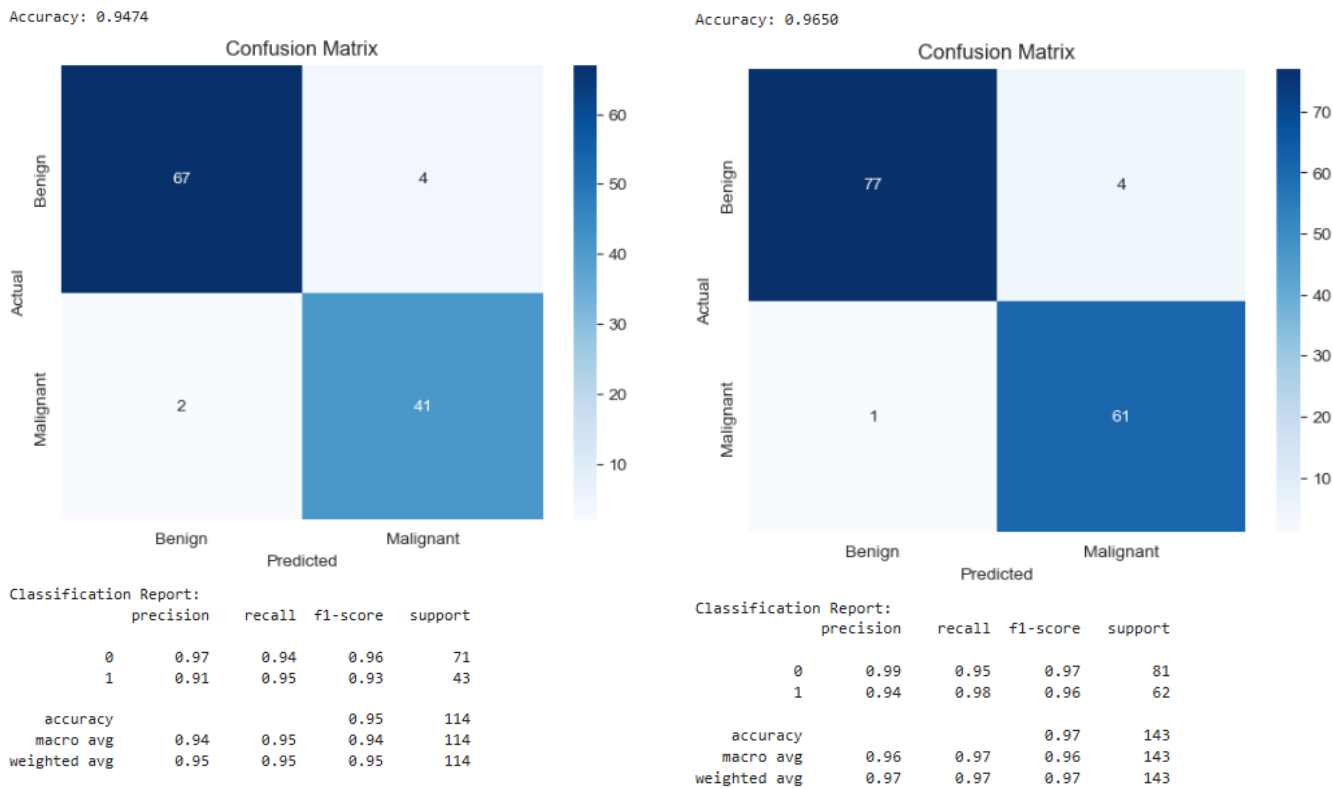 Accuracy: 0.9474
Confusion Matrix
67 4
2 41
Benign
Malignant
Actual
Benign Malignant
Predicted
60
50
40
30
20
10
Classification Report:
precision recall f1-score support
0 0.97 0.94 0.96 71
1 0.91 0.95 0.93 43
accuracy 0.95 114
macro avg 0.94 0.95 0.94 114
weighted avg 0.95 0.95 0.95 114
Accuracy: 0.9650
Confusion Matrix
77 4
1 61
Benign
Malignant
Actual
Benign Malignant
Predicted
70
60
50
40
30
20
10
Classification Report:
precision recall f1-score support
0 0.99 0.95 0.97 81
1 0.94 0.98 0.96 62
accuracy 0.97 143
macro avg 0.96 0.97 0.96 143
weighted avg 0.97 0.97 0.97 143